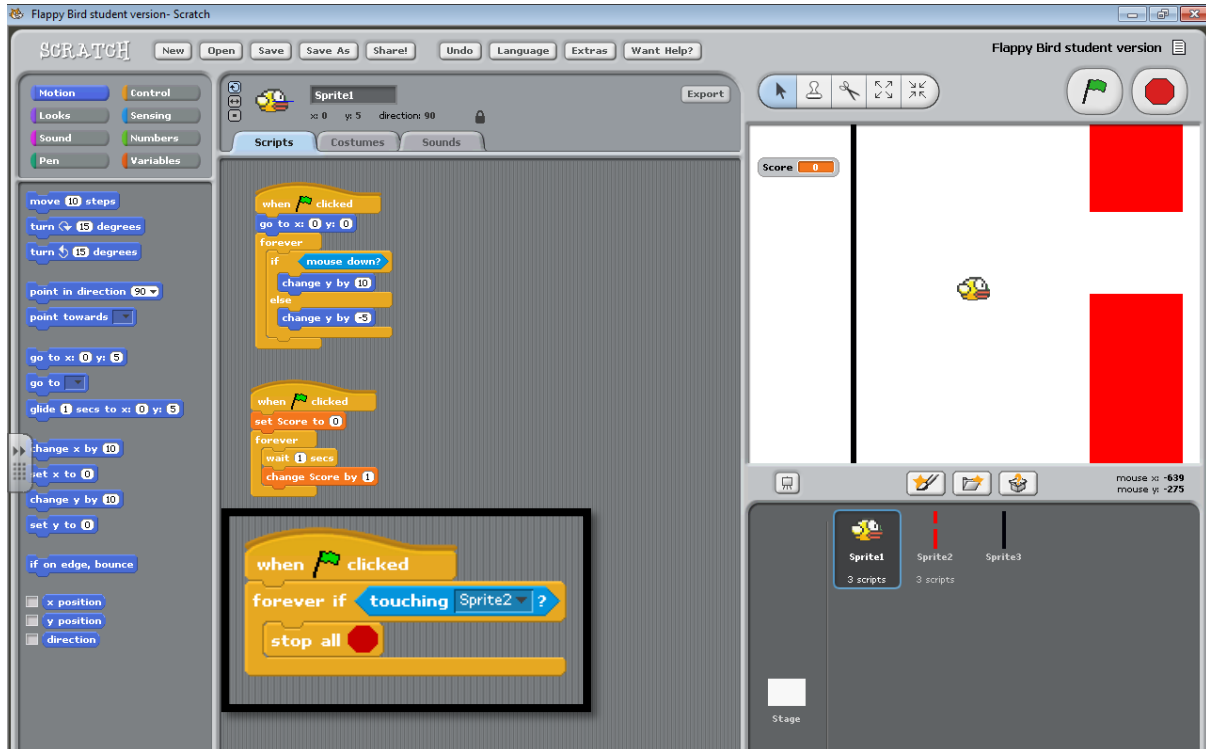 Flappy Bird student version- Scratch
SCRATCH
New
Open
Save
Save As
Share!
Undo
Language
Extras
Want Help?
Flappy Bird student version
Motion
Control
Looks
Sensing
Sound
Numbers
Pen
Variables
move 10 steps
turn 15 degrees
turn 15 degrees
point in direction 90
point towards
go to x: 0 y: 5
go to
glide 1 secs to x: 0 y: 5
change x by 10
set x to 0
change y by 10
set y to 0
if on edge, bounce
x position
y position
direction
Sprite1
x: 0 y: 5 direction: 90
Export
Scripts
Costumes
Sounds
when clicked
go to x: 0 y: 0
forever
if mouse down?
change y by 10
else
change y by -5
when clicked
set Score to 0
forever
wait 1 secs
change Score by 1
when clicked
forever if touching Sprite2 ?
stop all
Score 0
mouse x: -639
mouse y: -275
Sprite1
3 scripts
Sprite2
3 scripts
Sprite3
Stage